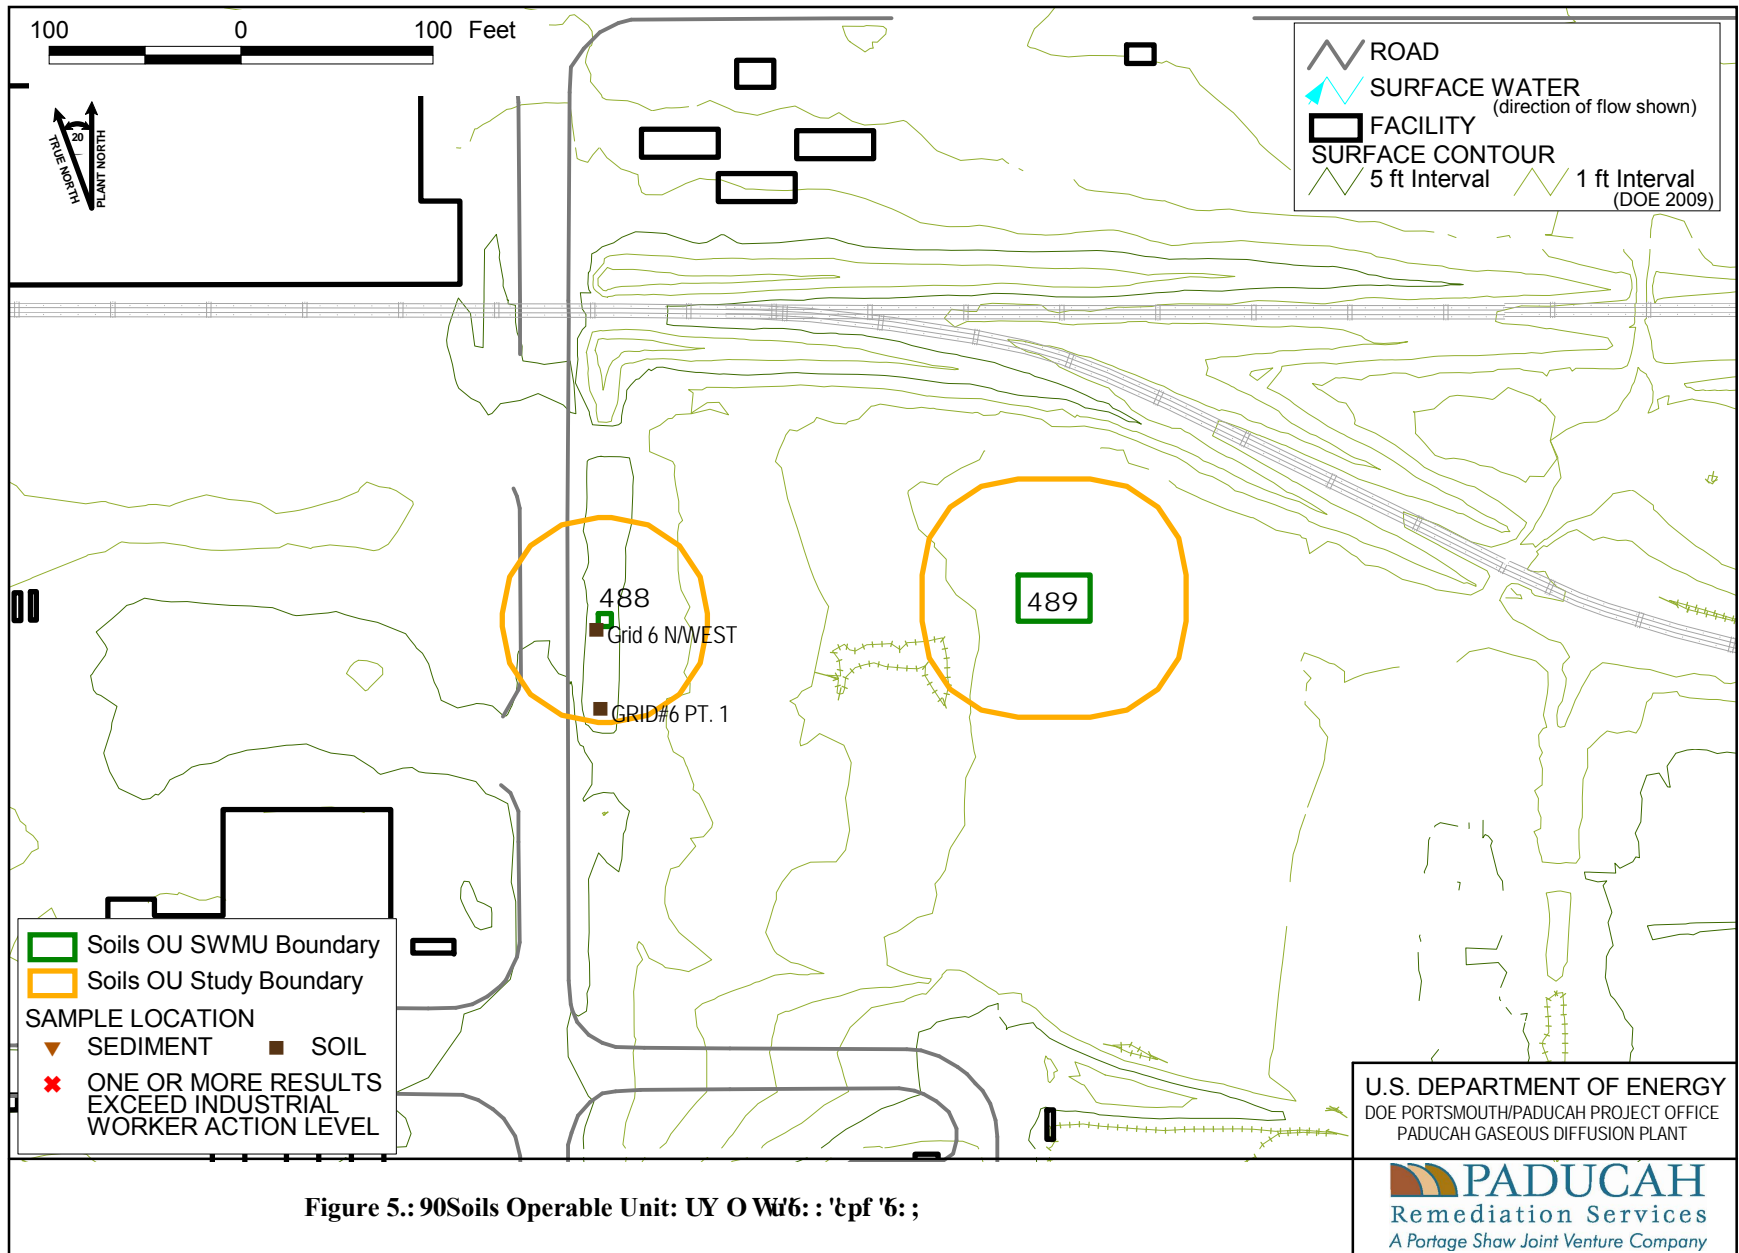 100 0 100 Feet
TRUE NORTH
20
PLANT NORTH
ROAD
SURFACE WATER
(direction of flow shown)
FACILITY
SURFACE CONTOUR
5 ft Interval 1 ft Interval
(DOE 2009)
488
Grid 6 N/WEST
GRID#6 PT. 1
489
Soils OU SWMU Boundary
Soils OU Study Boundary
SAMPLE LOCATION
SEDIMENT SOIL
ONE OR MORE RESULTS
EXCEED INDUSTRIAL
WORKER ACTION LEVEL
U.S. DEPARTMENT OF ENERGY
DOE PORTSMOUTH/PADUCAH PROJECT OFFICE
PADUCAH GASEOUS DIFFUSION PLANT
PADUCAH
Remediation Services
A Portage Shaw Joint Venture Company
Figure 5.: 90Soils Operable Unit: UY O